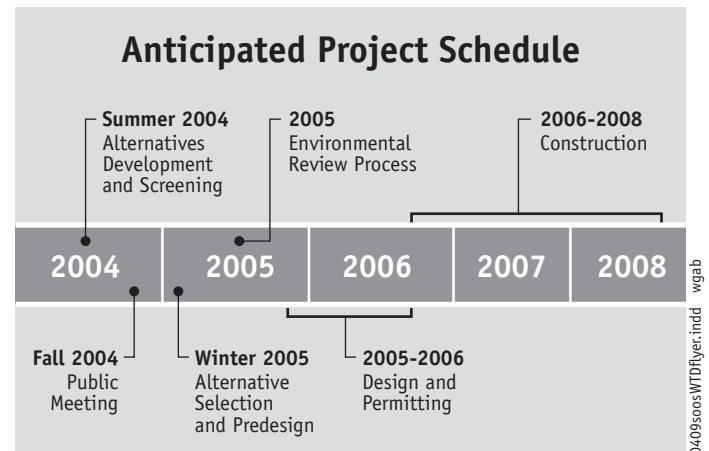 Anticipated Project Schedule
Summer 2004
Alternatives
Development
and Screening
2005
Environmental
Review Process
2006-2008
Construction
2004
2005
2006
2007
2008
Fall 2004
Public
Meeting
Winter 2005
Alternative
Selection
and Predesign
2005-2006
Design and
Permitting
0409soosWTDflyer.indd wgab